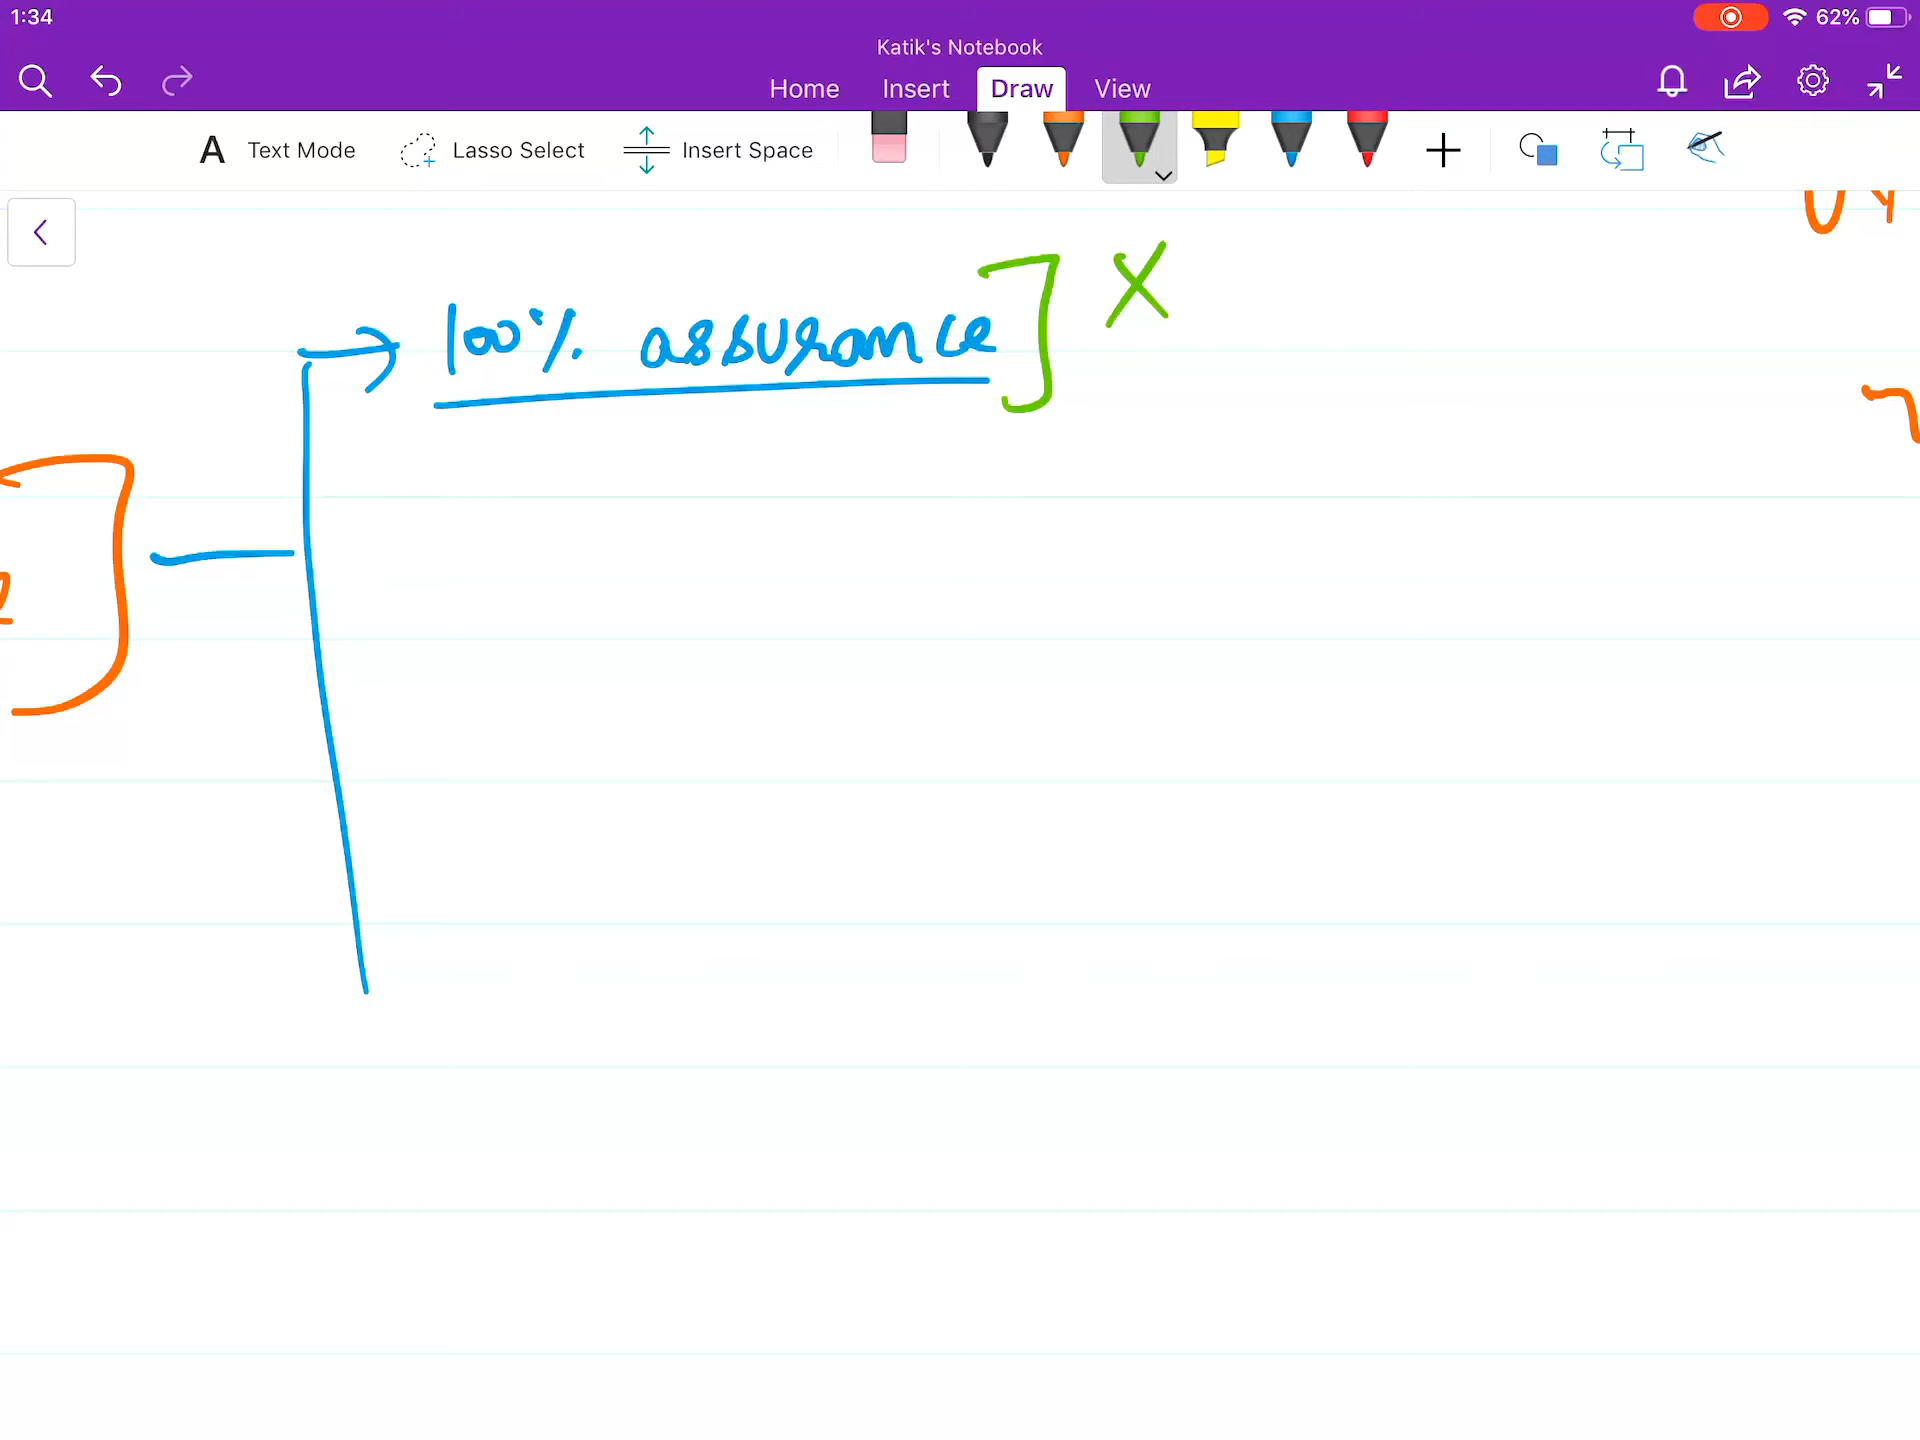 1:34
62%
Katik's Notebook
Home Insert Draw View
A Text Mode Lasso Select Insert Space
100% assurance X